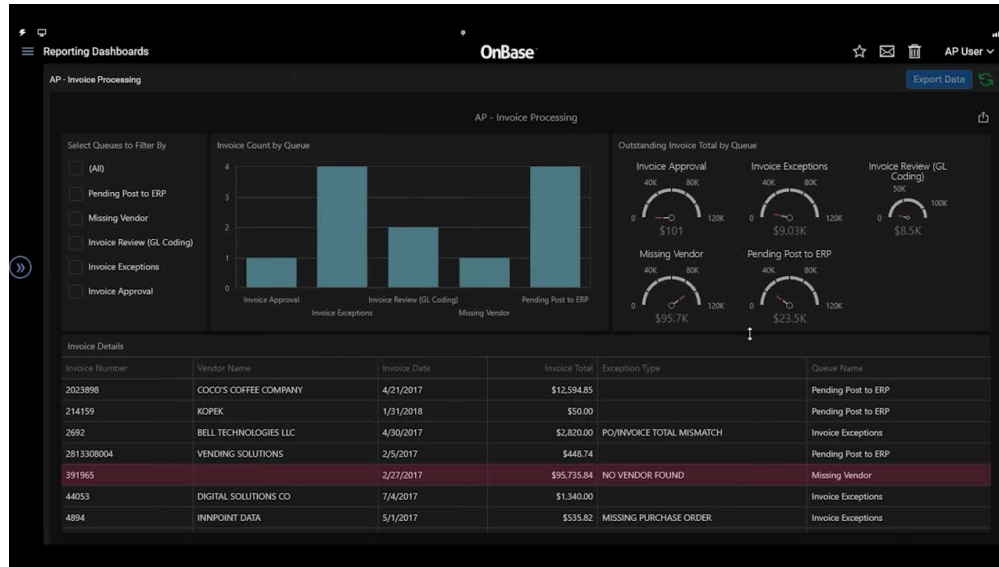 Reporting Dashboards
OnBase
AP User
AP - Invoice Processing
Export Data
AP - Invoice Processing
Select Queues to Filter By
(All)
Pending Post to ERP
Missing Vendor
Invoice Review (GL Coding)
Invoice Exceptions
Invoice Approval
Invoice Count by Queue
4
3
2
1
0
Invoice Approval
Invoice Exceptions
Invoice Review (GL Coding)
Missing Vendor
Pending Post to ERP
Outstanding Invoice Total by Queue
Invoice Approval
40K 80K
0 120K
$101
Invoice Exceptions
40K 80K
0 120K
$9.03K
Invoice Review (GL
Coding)
50K
0 100K
$8.5K
Missing Vendor
40K 80K
0 120K
$95.7K
Pending Post to ERP
40K 80K
0 120K
$23.5K
Invoice Details
Invoice Number Vendor Name Invoice Date Invoice Total Exception Type Queue Name
2023898 COCO'S COFFEE COMPANY 4/21/2017 $12,594.85 Pending Post to ERP
214159 KOPEK 1/31/2018 $50.00 Pending Post to ERP
2692 BELL TECHNOLOGIES LLC 4/30/2017 $2,820.00 PO/INVOICE TOTAL MISMATCH Invoice Exceptions
2813308004 VENDING SOLUTIONS 2/5/2017 $448.74 Pending Post to ERP
391965 2/27/2017 $95,735.84 NO VENDOR FOUND Missing Vendor
44053 DIGITAL SOLUTIONS CO 7/4/2017 $1,340.00 Invoice Exceptions
4894 INNPOINT DATA 5/1/2017 $535.82 MISSING PURCHASE ORDER Invoice Exceptions